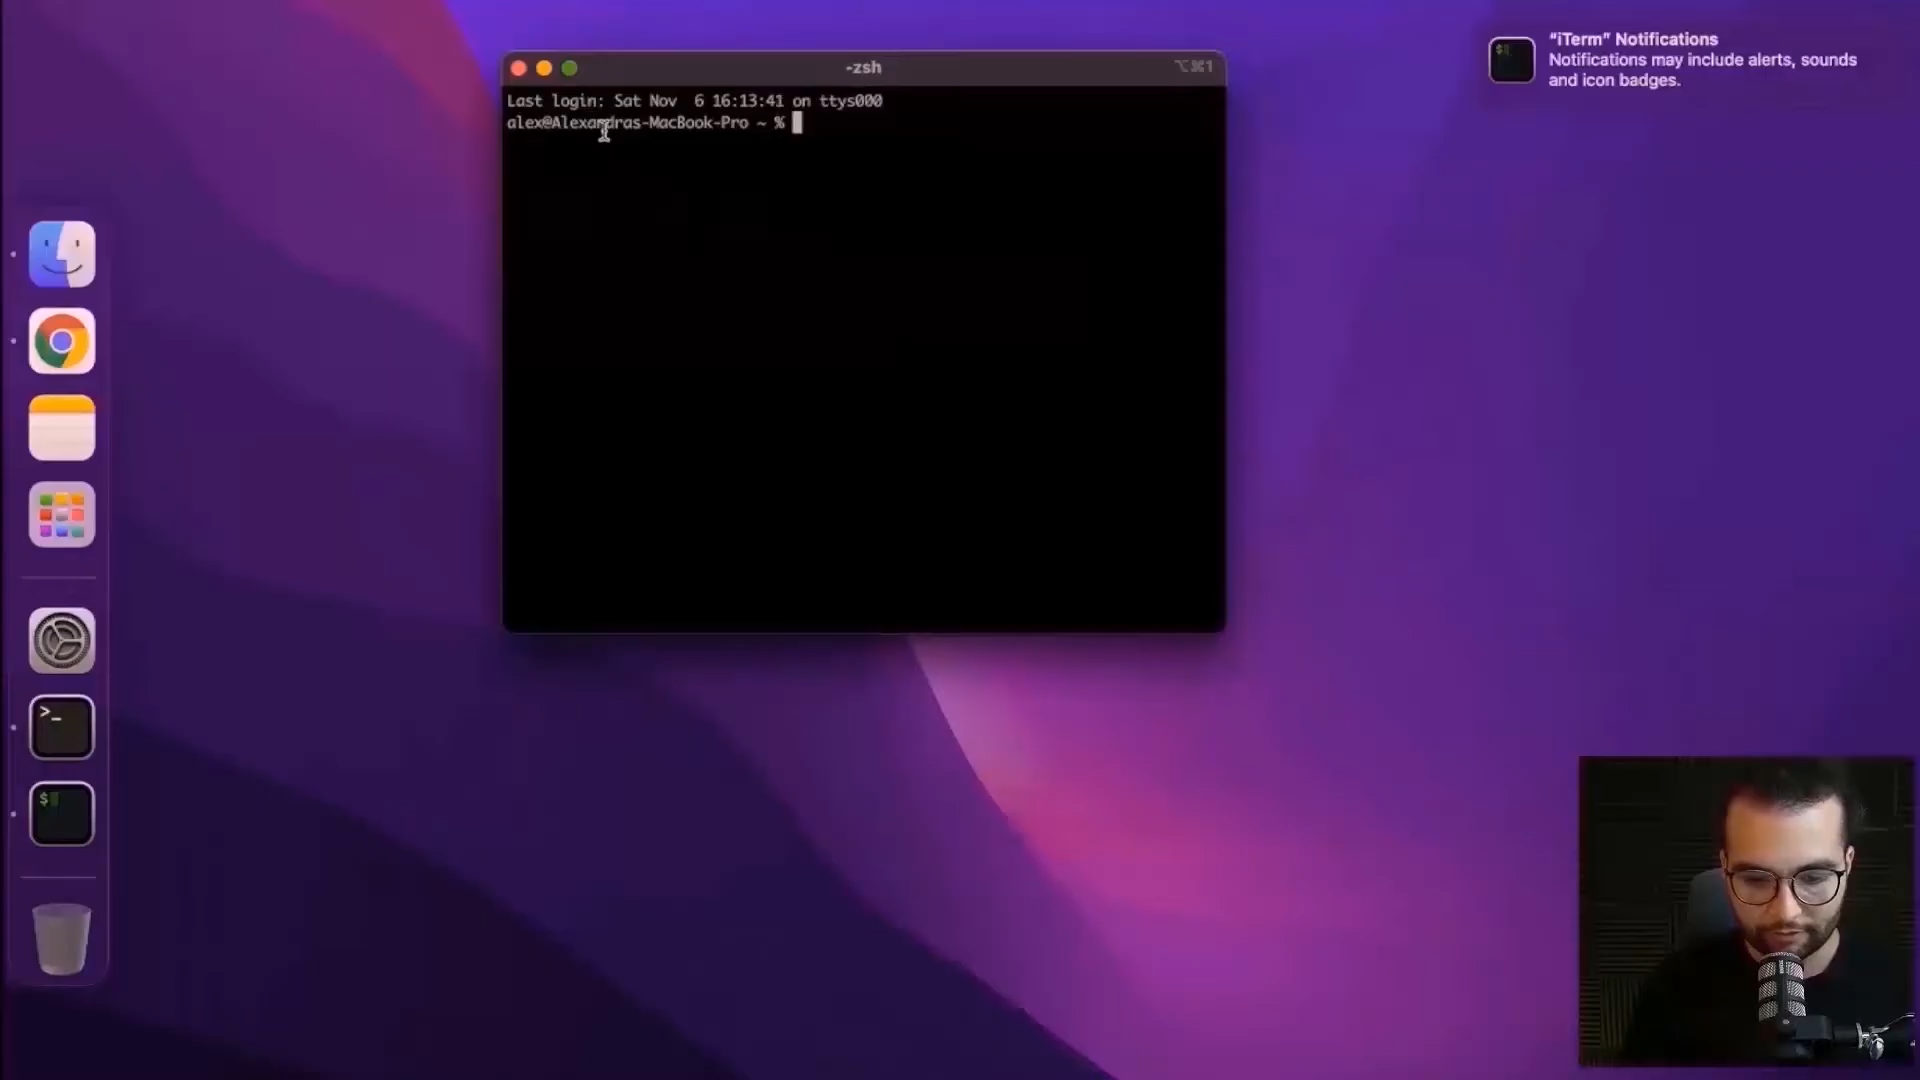 "iTerm" Notifications
Notifications may include alerts, sounds
and icon badges.
-zsh
⌥⌘1
Last login: Sat Nov  6 16:13:41 on ttys000
alex@Alexandras-MacBook-Pro ~ %
>_
$